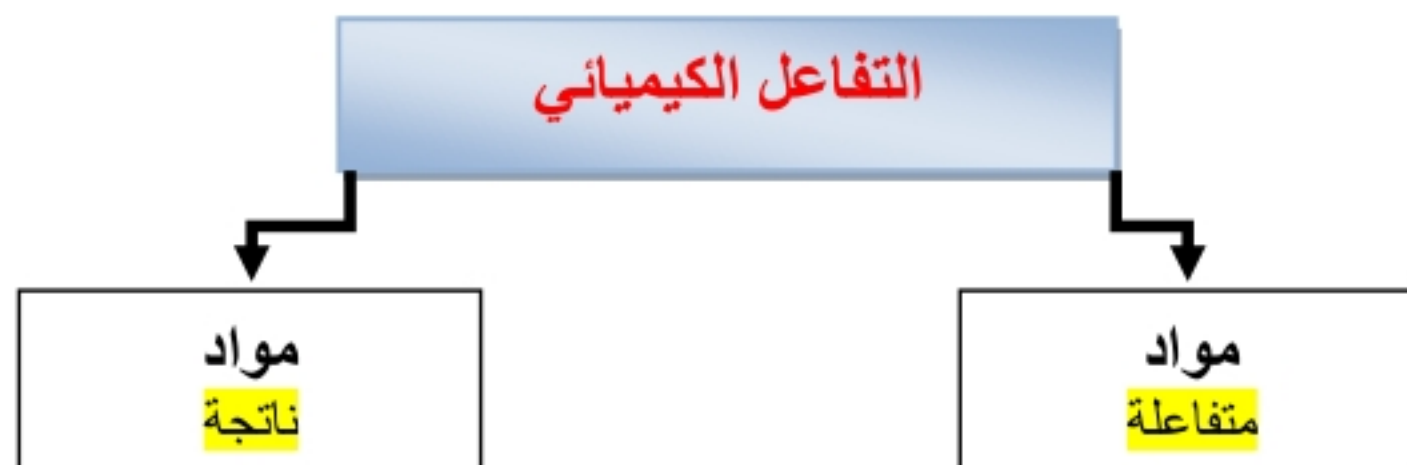 التفاعل الكيميائي
مواد
متفاعلة
مواد
ناتجة